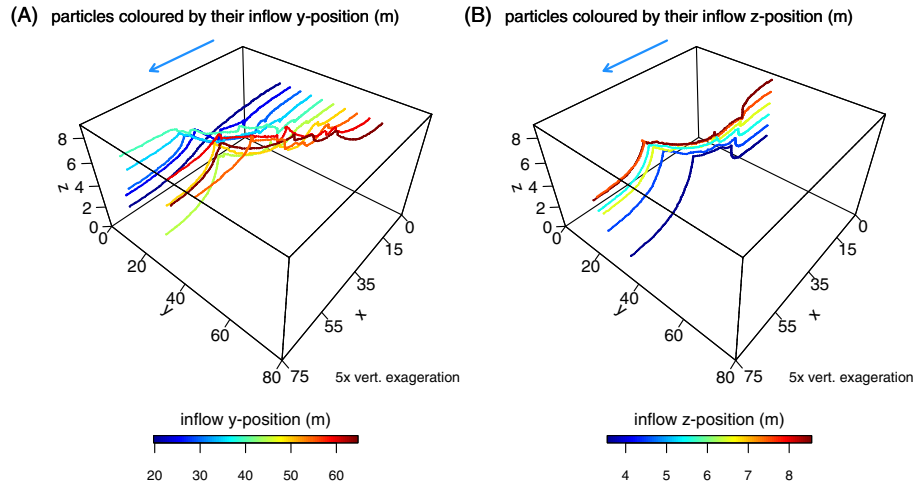 (A) particles coloured by their inflow y-position (m)
8
6
4
2
0
z
0
20
40
60
80
y
0
15
35
55
75
x
5x vert. exageration
inflow y-position (m)
20 30 40 50 60
(B) particles coloured by their inflow z-position (m)
8
6
4
2
0
z
0
20
40
60
80
y
0
15
35
55
75
x
5x vert. exageration
inflow z-position (m)
4 5 6 7 8